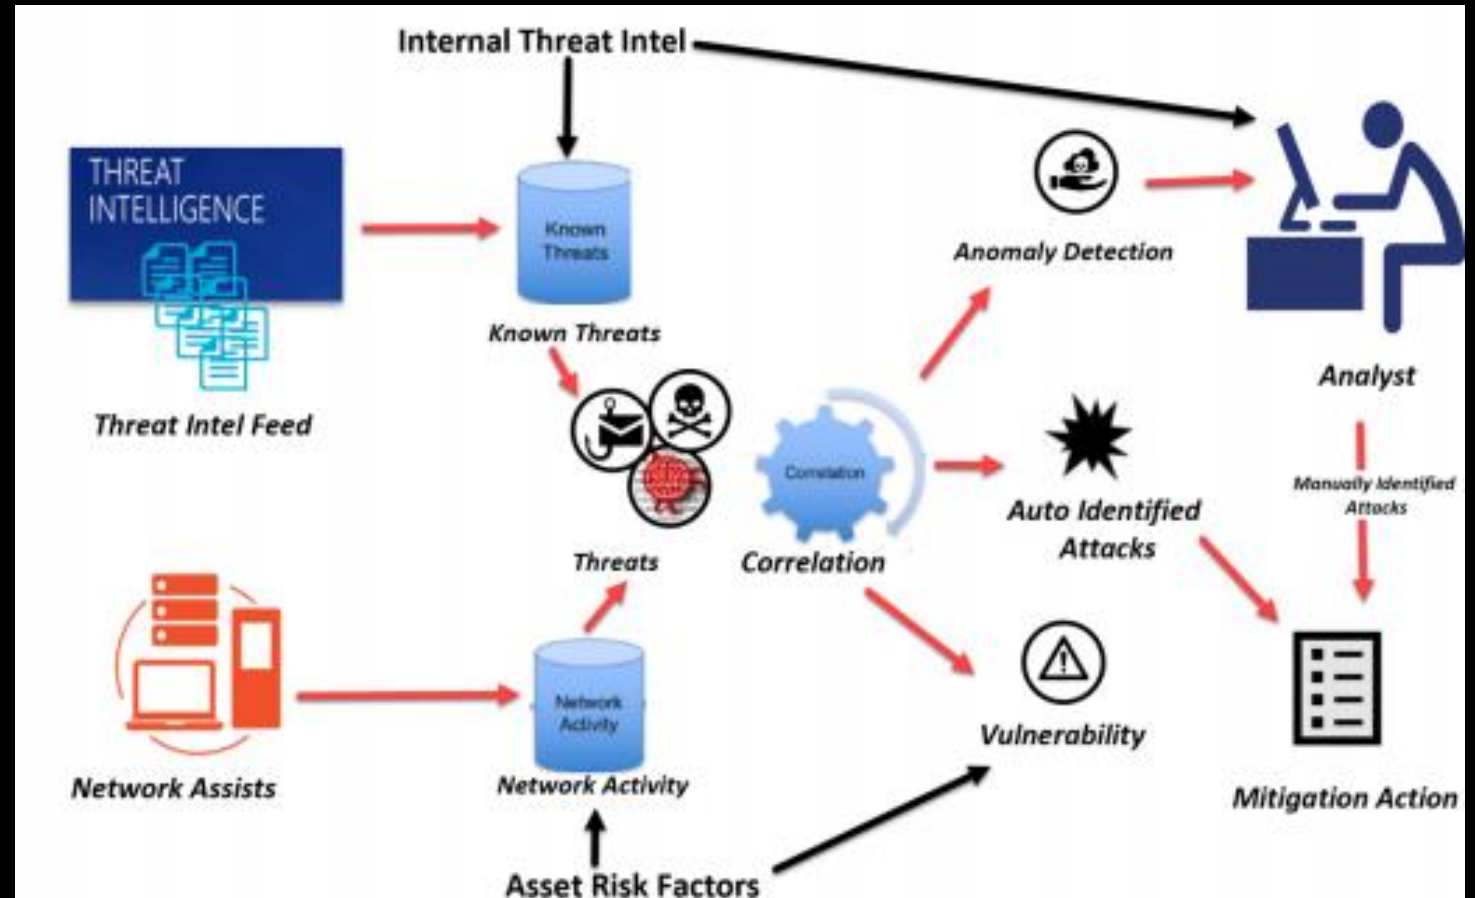 Internal Threat Intel
THREAT
INTELLIGENCE
Known
Threats
Anomaly Detection
Known Threats
Analyst
Threat Intel Feed
Correlation
Manually Identified
Attacks
Auto Identified
Attacks
Threats
Correlation
Network
Activity
Vulnerability
Network Assists
Network Activity
Mitigation Action
Asset Risk Factors